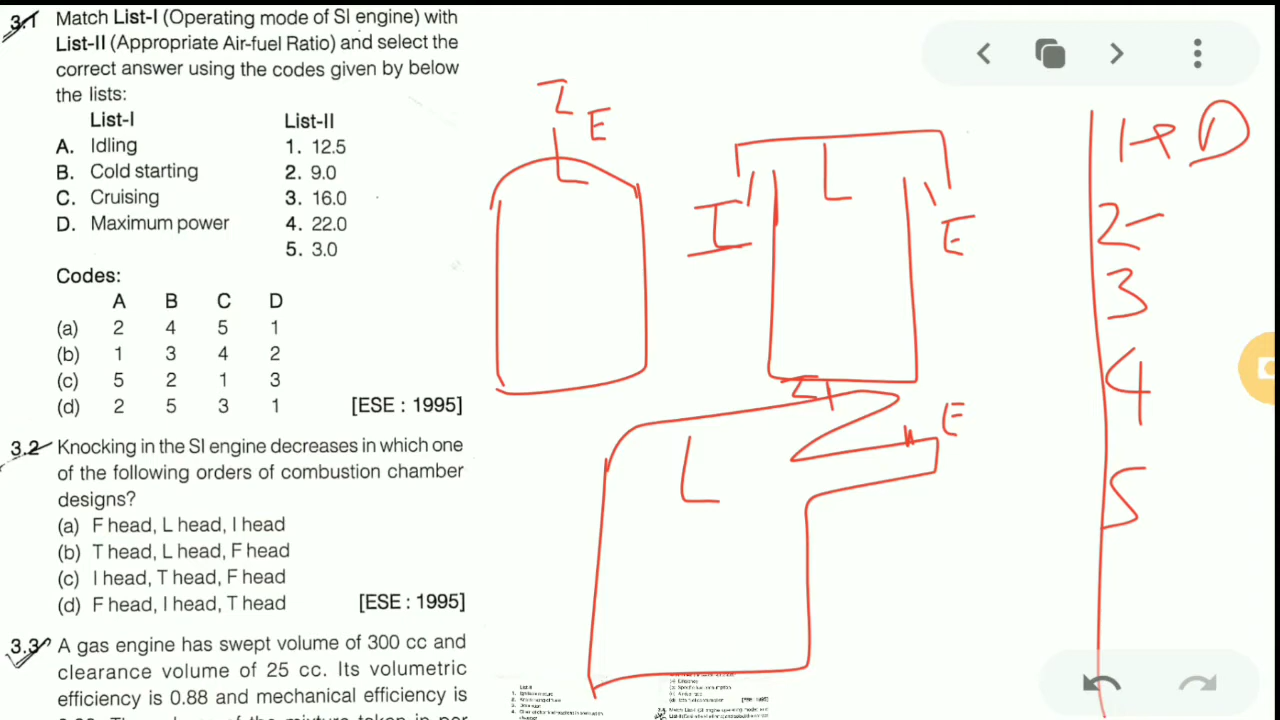 3.1 Match List-I (Operating mode of SI engine) with
List-II (Appropriate Air-fuel Ratio) and select the
correct answer using the codes given by below
the lists:
List-I List-II
A. Idling 1. 12.5
B. Cold starting 2. 9.0
C. Cruising 3. 16.0
D. Maximum power 4. 22.0
5. 3.0
Codes:
A B C D
(a) 2 4 5 1
(b) 1 3 4 2
(c) 5 2 1 3
(d) 2 5 3 1 [ESE : 1995]
3.2 Knocking in the SI engine decreases in which one
of the following orders of combustion chamber
designs?
(a) F head, L head, I head
(b) T head, L head, F head
(c) I head, T head, F head
(d) F head, I head, T head [ESE : 1995]
3.3 A gas engine has swept volume of 300 cc and
clearance volume of 25 cc. Its volumetric
efficiency is 0.88 and mechanical efficiency is
I E
L
I L E
I E
L
1 D
2
3
4
5